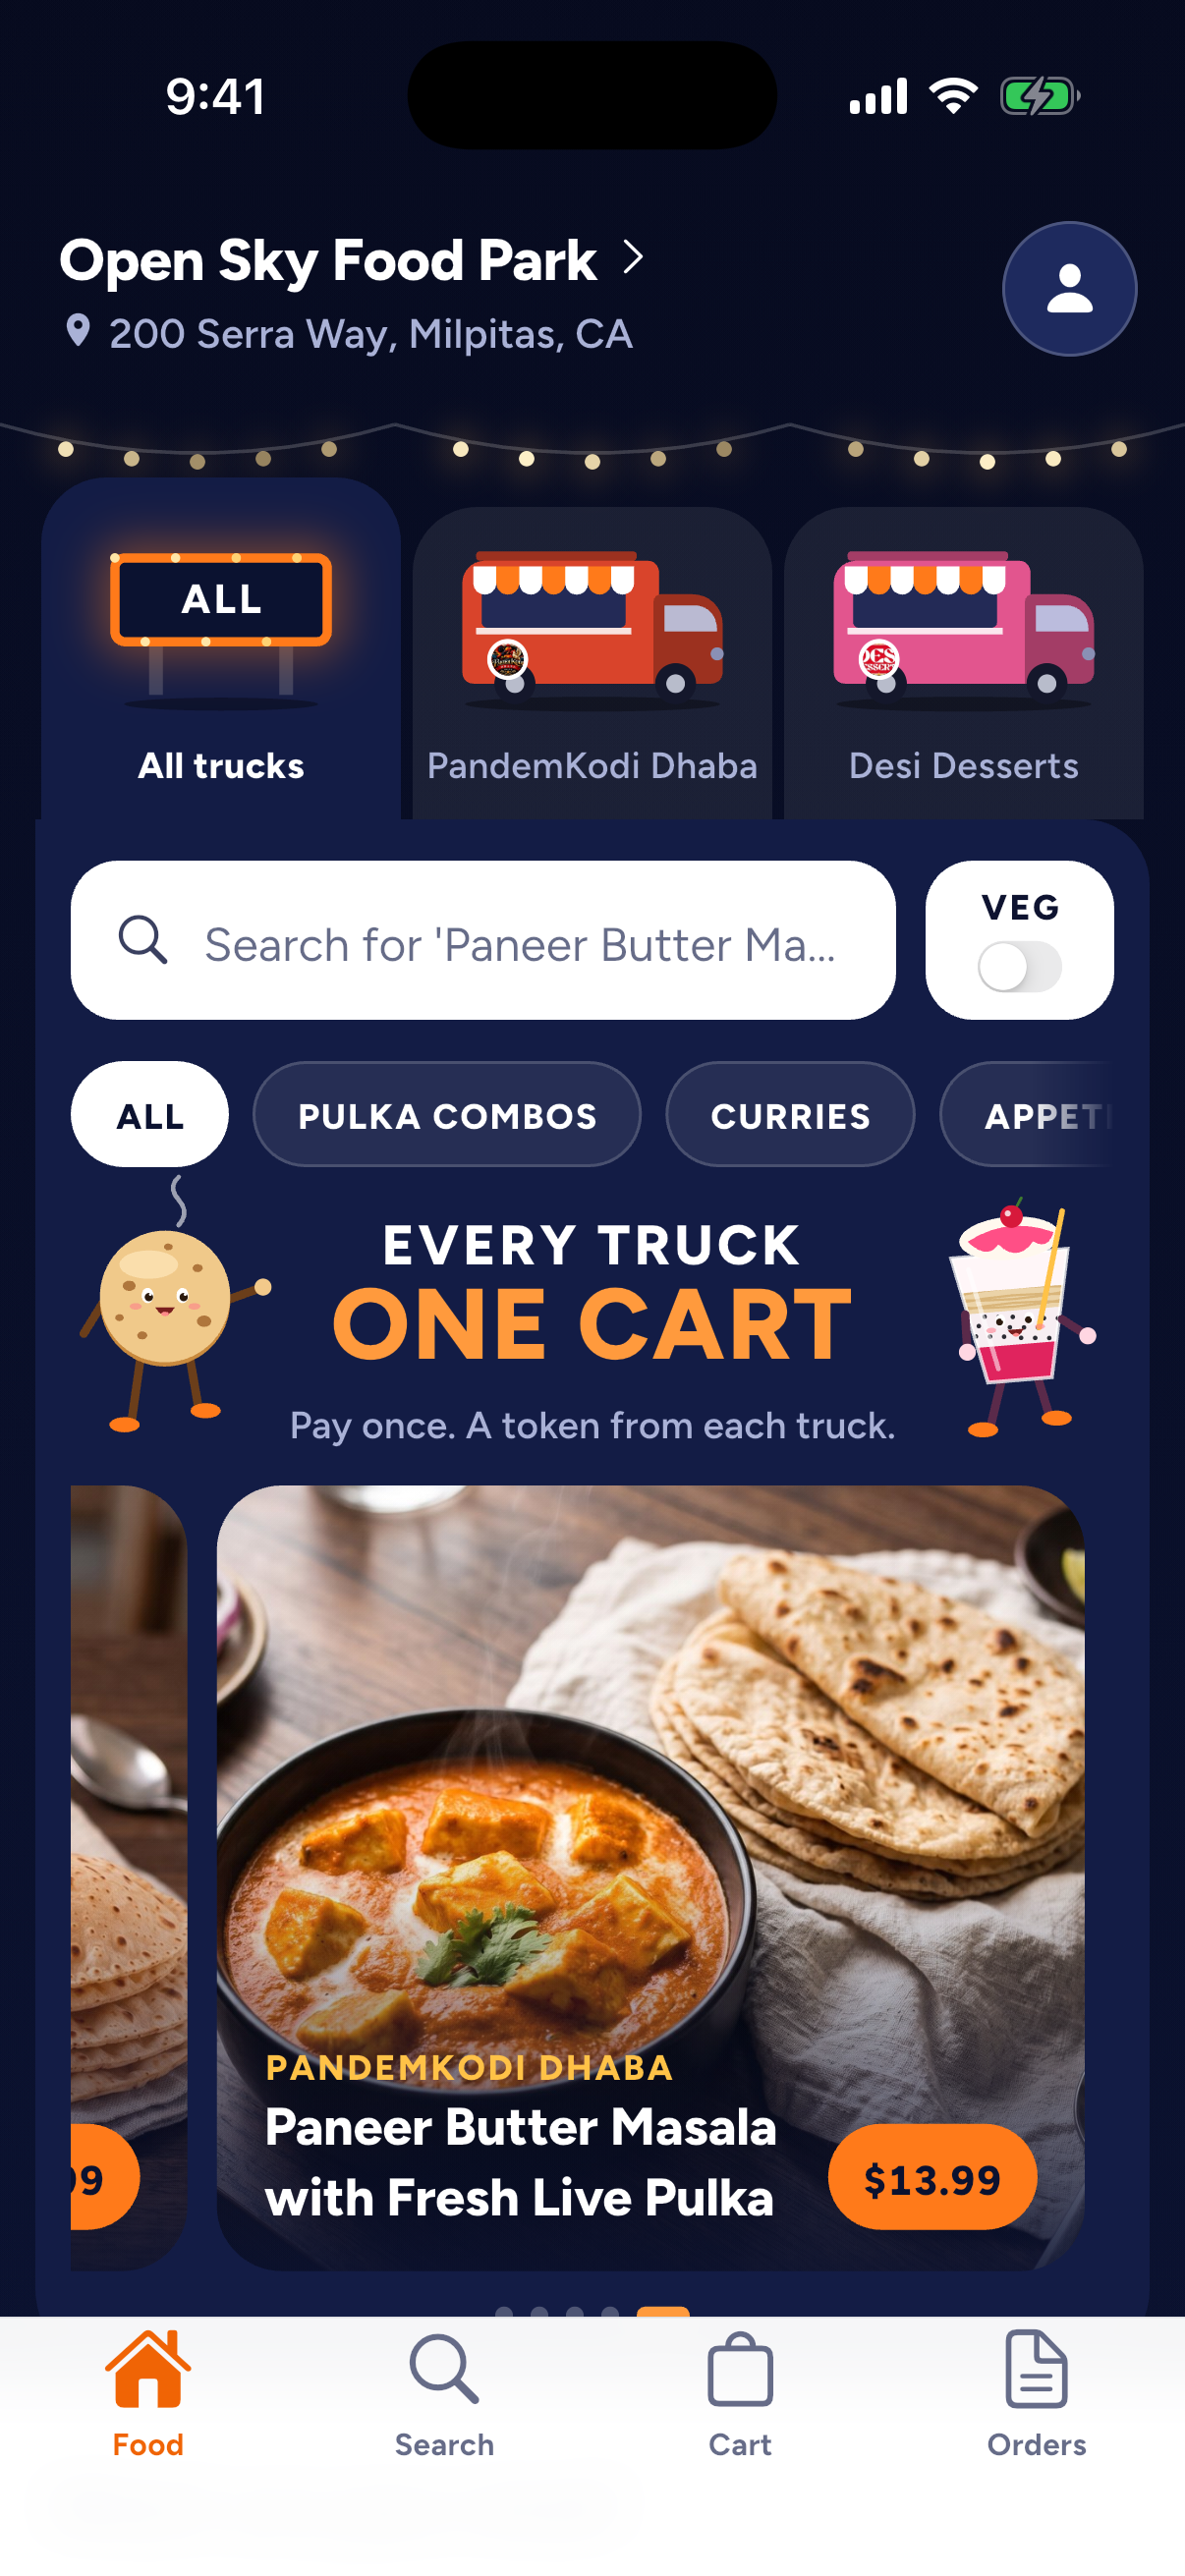 9:41
Open Sky Food Park
200 Serra Way, Milpitas, CA
ALL
All trucks
PandemKodi Dhaba
Desi Desserts
Search for 'Paneer Butter Ma...
VEG
ALL
PULKA COMBOS
CURRIES
EVERY TRUCK
ONE CART
Pay once. A token from each truck.
PANDEMKODI DHABA
Paneer Butter Masala
with Fresh Live Pulka
$13.99
Food
Search
Cart
Orders